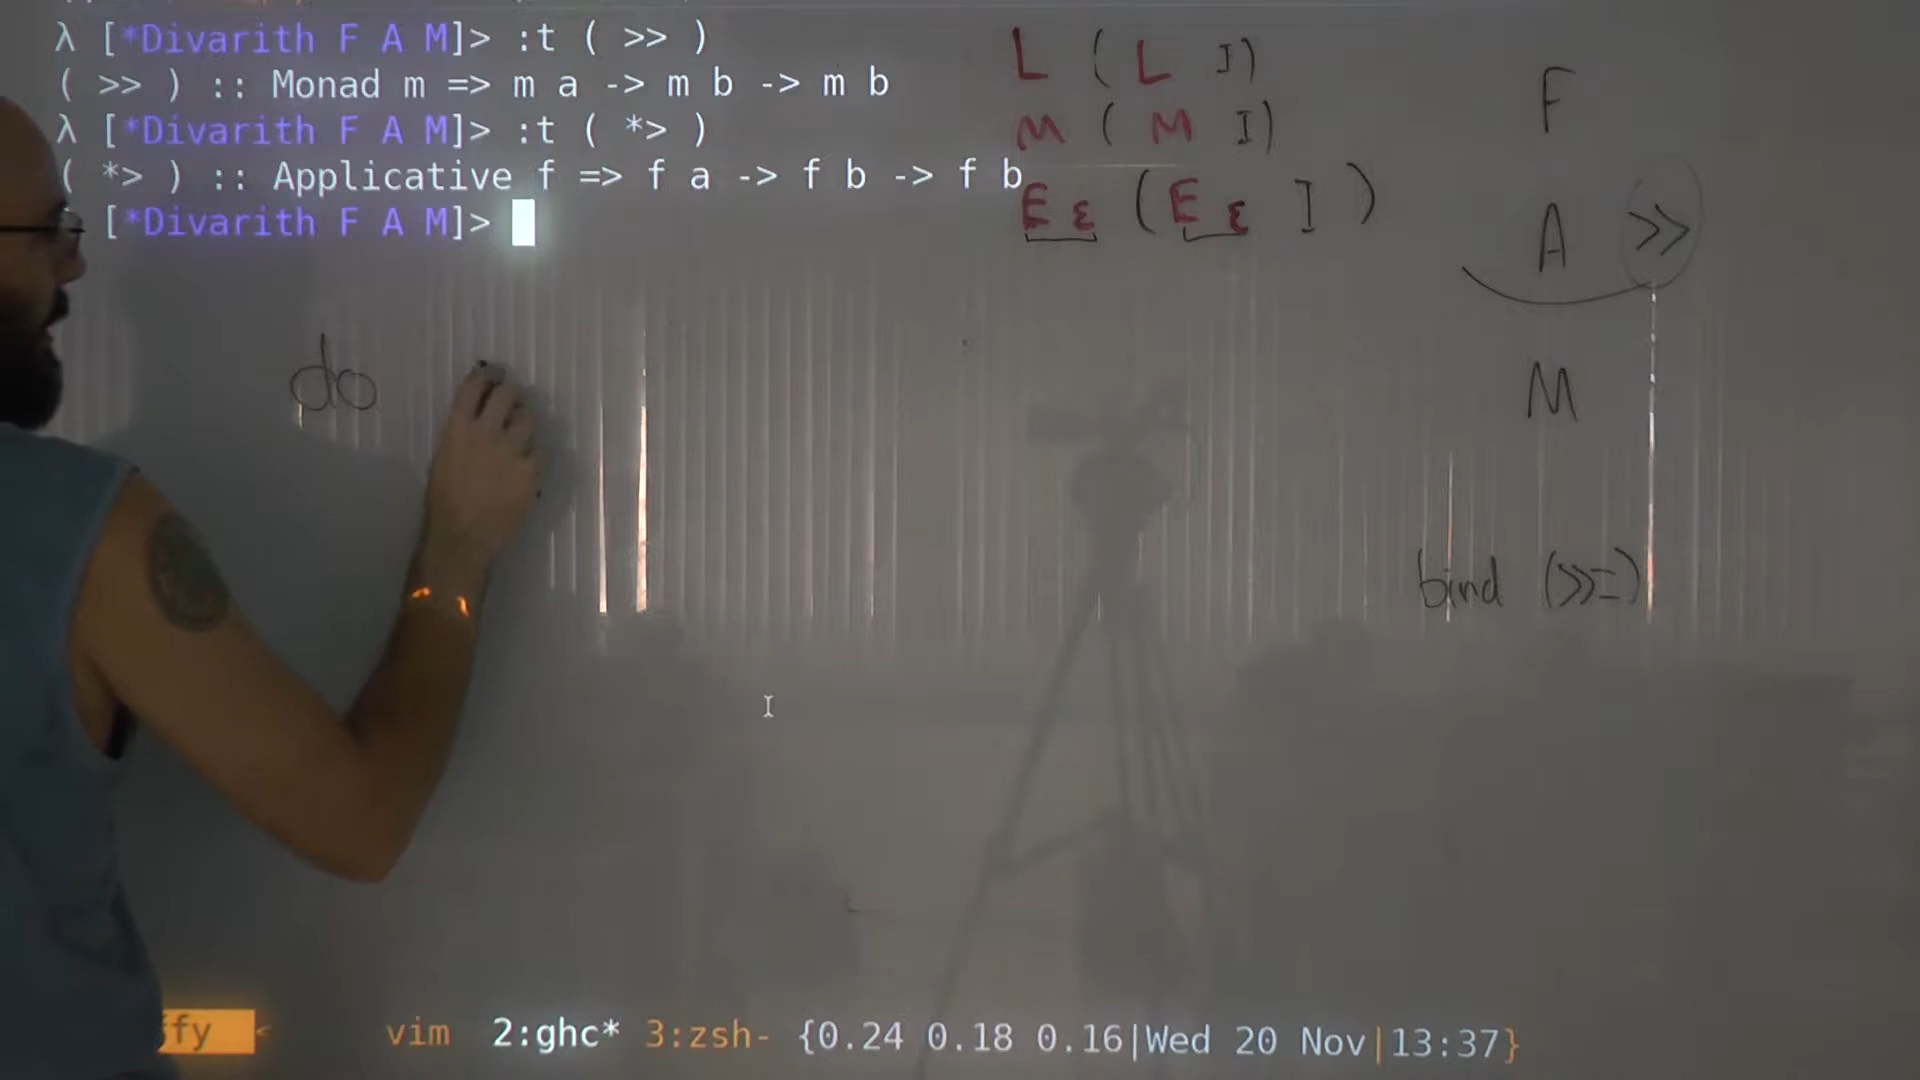 λ [*Divarith F A M]> :t ( >> )
( >> ) :: Monad m => m a -> m b -> m b
λ [*Divarith F A M]> :t ( *> )
( *> ) :: Applicative f => f a -> f b -> f b
[*Divarith F A M]>
L ( L I )
M ( M I )
E ε ( E ε I )
F
A >>
M
do
bind (>>=)
fy < vim 2:ghc* 3:zsh- {0.24 0.18 0.16|Wed 20 Nov|13:37}